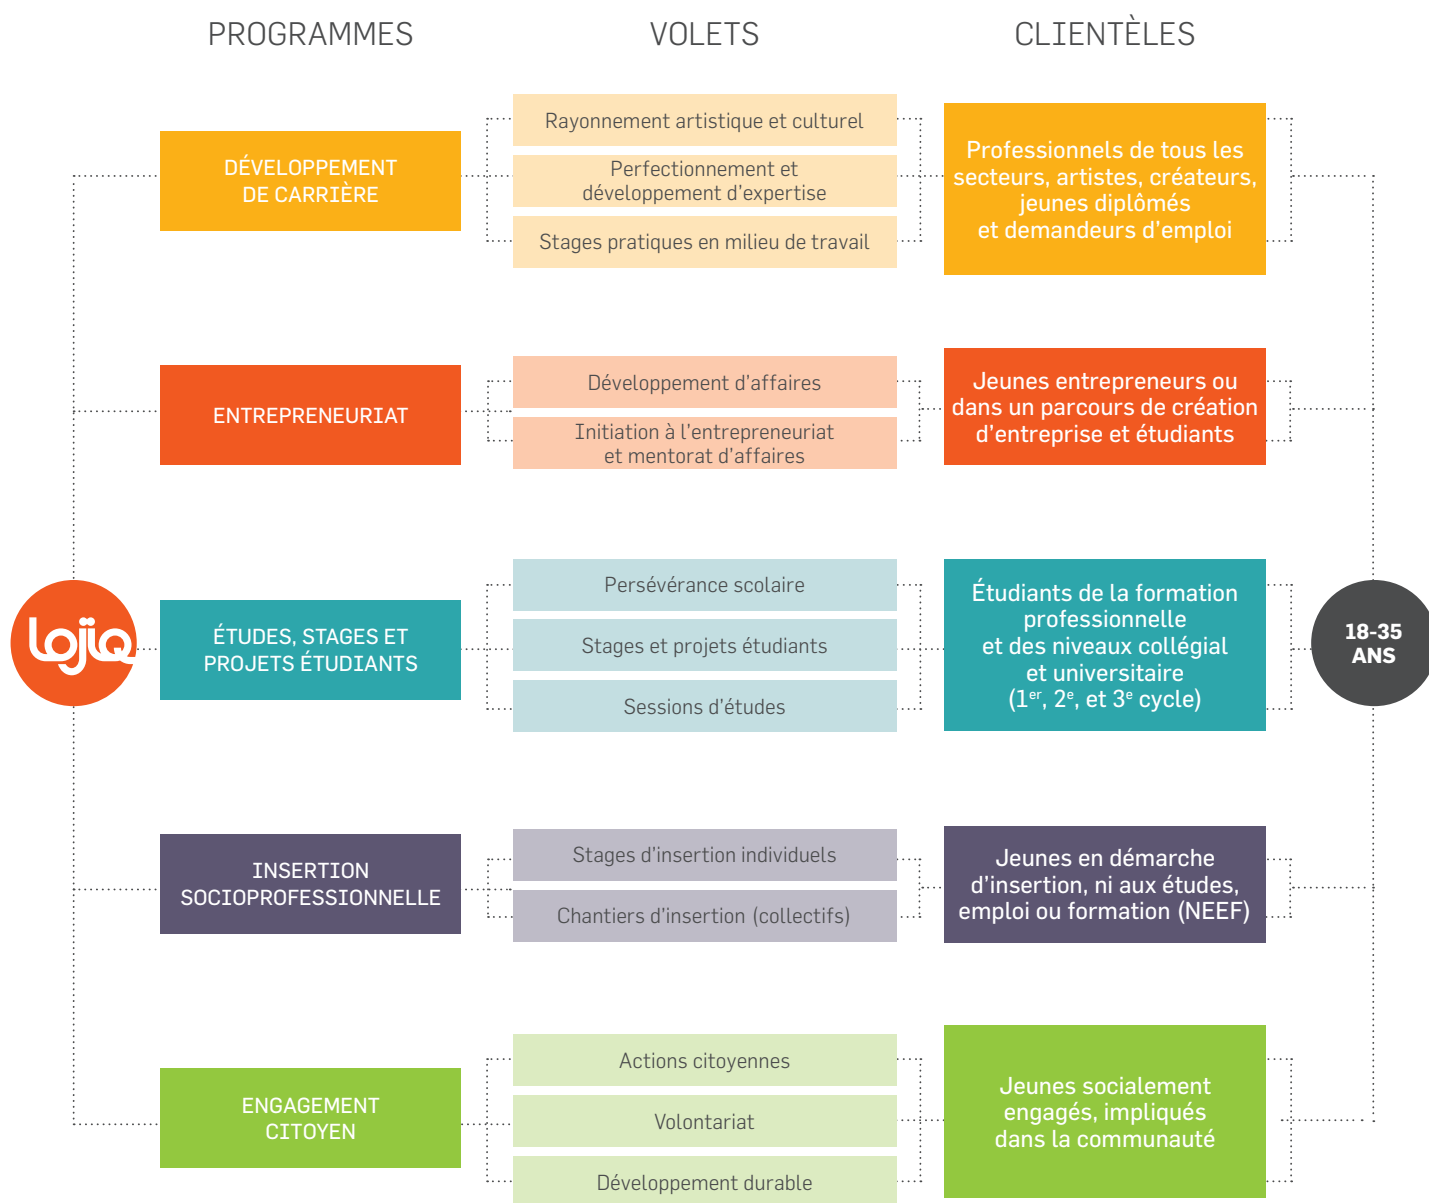 PROGRAMMES
VOLETS
CLIENTÈLES
DÉVELOPPEMENT
DE CARRIÈRE
Rayonnement artistique et culturel
Perfectionnement et
développement d'expertise
Stages pratiques en milieu de travail
Professionnels de tous les
secteurs, artistes, créateurs,
jeunes diplômés
et demandeurs d'emploi
ENTREPRENEURIAT
Développement d'affaires
Initiation à l'entrepreneuriat
et mentorat d'affaires
Jeunes entrepreneurs ou
dans un parcours de création
d'entreprise et étudiants
lojiq
ÉTUDES, STAGES ET
PROJETS ÉTUDIANTS
Persévérance scolaire
Stages et projets étudiants
Sessions d'études
Étudiants de la formation
professionnelle
et des niveaux collégial
et universitaire
(1er, 2e, et 3e cycle)
18-35
ANS
INSERTION
SOCIOPROFESSIONNELLE
Stages d'insertion individuels
Chantiers d'insertion (collectifs)
Jeunes en démarche
d'insertion, ni aux études,
emploi ou formation (NEEF)
ENGAGEMENT
CITOYEN
Actions citoyennes
Volontariat
Développement durable
Jeunes socialement
engagés, impliqués
dans la communauté